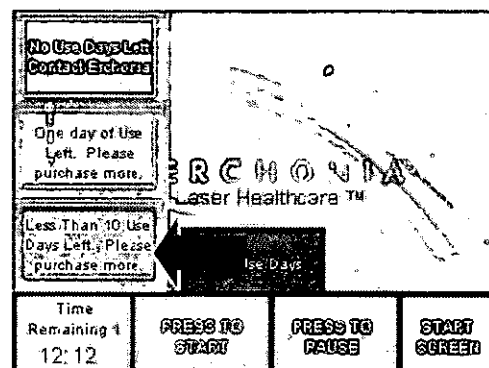 No Use Days Left
Contact Erchonia
One day of Use
Left. Please
purchase more.
ERCHONIA
Laser Healthcare ™
Less Than 10 Use
Days Left. Please
purchase more.
Use Days
Time
Remaining
12:12
PRESS TO
START
PRESS TO
PAUSE
START
SCREEN